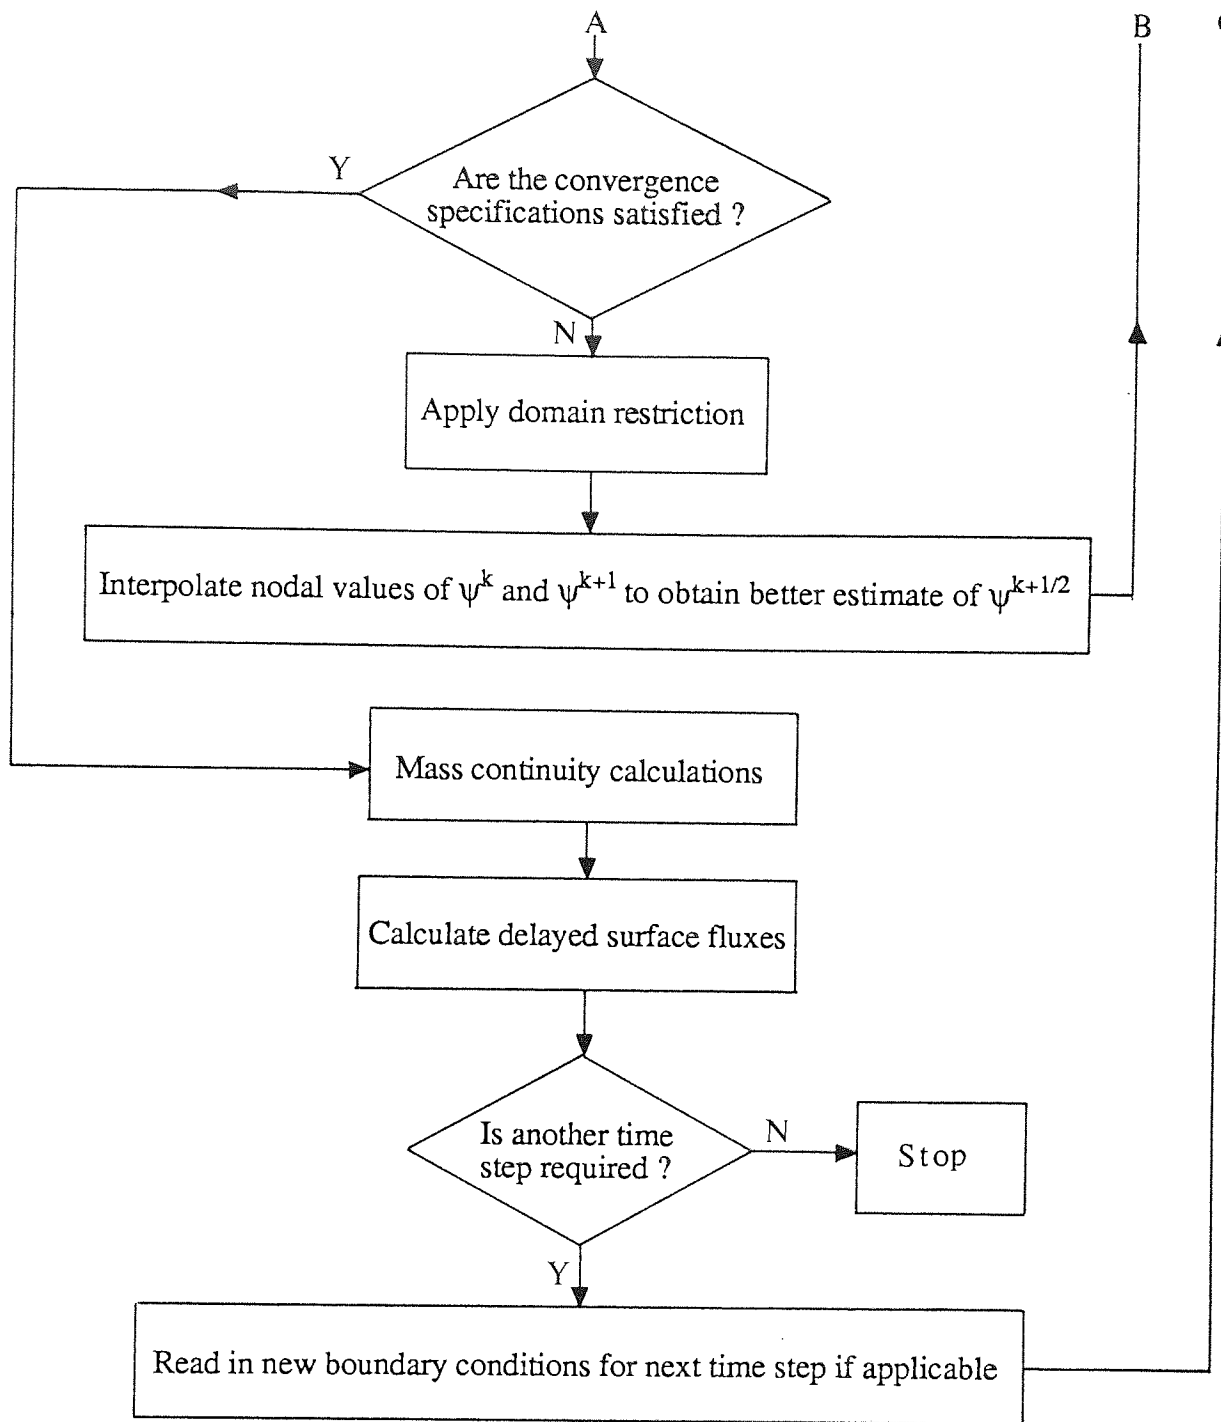 A
B
Y
Are the convergence
specifications satisfied ?
N
Apply domain restriction
Interpolate nodal values of ψ^k and ψ^k+1 to obtain better estimate of ψ^k+1/2
Mass continuity calculations
Calculate delayed surface fluxes
Is another time
step required ?
N
Stop
Y
Read in new boundary conditions for next time step if applicable